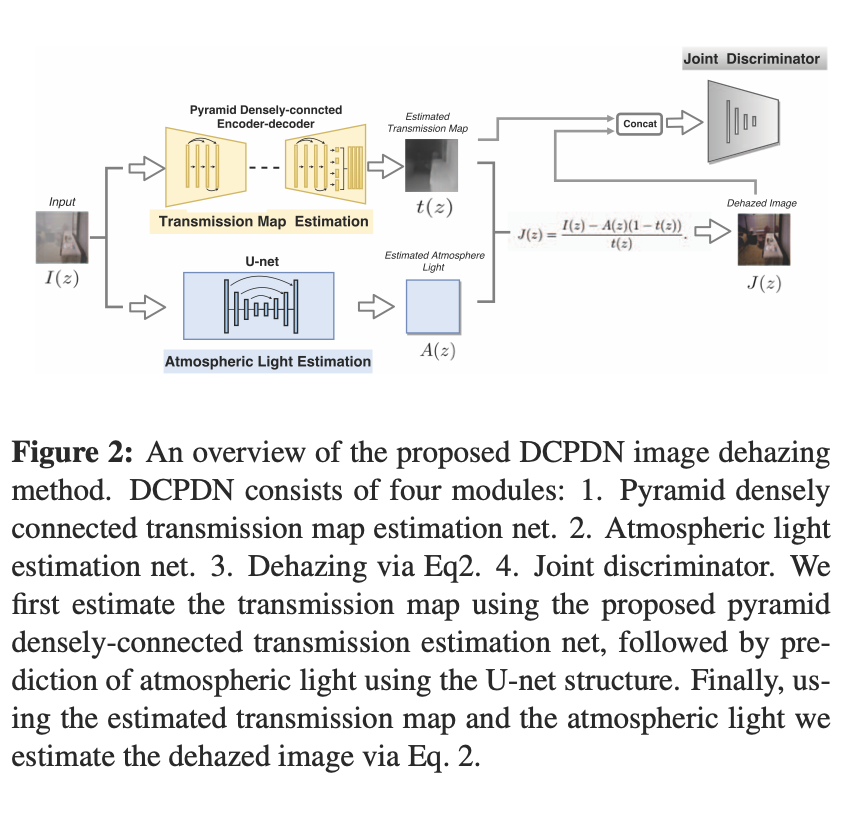 Joint Discriminator
Pyramid Densely-conncted
Encoder-decoder
Estimated
Transmission Map
Concat
Input
t(z)
Dehazed Image
Transmission Map Estimation
J(z) = I(z) − A(z)(1 − t(z)) / t(z) .
U-net
Estimated Atmosphere
Light
I(z)
J(z)
A(z)
Atmospheric Light Estimation
Figure 2: An overview of the proposed DCPDN image dehazing
method. DCPDN consists of four modules: 1. Pyramid densely
connected transmission map estimation net. 2. Atmospheric light
estimation net. 3. Dehazing via Eq2. 4. Joint discriminator. We
first estimate the transmission map using the proposed pyramid
densely-connected transmission estimation net, followed by pre-
diction of atmospheric light using the U-net structure. Finally, us-
ing the estimated transmission map and the atmospheric light we
estimate the dehazed image via Eq. 2.